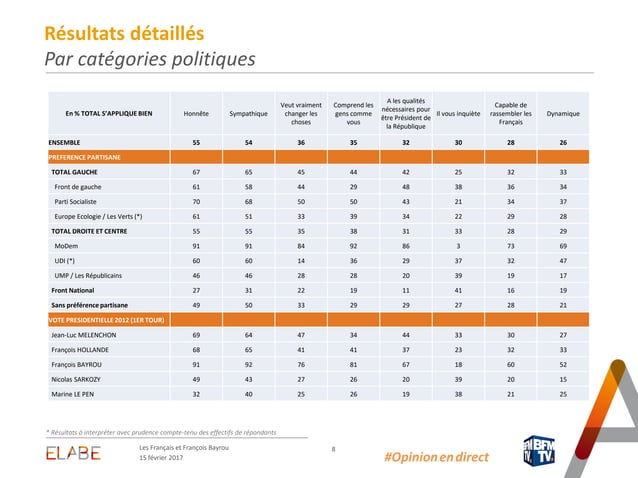 Résultats détaillés
Par catégories politiques
En % TOTAL S'APPLIQUE BIEN Honnête Sympathique Veut vraiment changer les choses Comprend les gens comme vous A les qualités nécessaires pour être Président de la République Il vous inquiète Capable de rassembler les Français Dynamique
ENSEMBLE 55 54 36 35 32 30 28 26
PREFERENCE PARTISANE
TOTAL GAUCHE 67 65 45 44 42 25 32 33
Front de gauche 61 58 44 29 48 38 36 34
Parti Socialiste 70 68 50 50 43 21 34 37
Europe Ecologie / Les Verts (*) 61 51 33 39 34 22 29 28
TOTAL DROITE ET CENTRE 55 55 35 38 31 33 28 29
MoDem 91 91 84 92 86 3 73 69
UDI (*) 60 60 14 36 29 37 32 47
UMP / Les Républicains 46 46 28 28 20 39 19 17
Front National 27 31 22 19 11 41 16 19
Sans préférence partisane 49 50 33 29 29 27 28 21
VOTE PRESIDENTIELLE 2012 (1ER TOUR)
Jean-Luc MELENCHON 69 64 47 34 44 33 30 27
François HOLLANDE 68 65 41 41 37 23 32 33
François BAYROU 91 92 76 81 67 18 60 52
Nicolas SARKOZY 49 43 27 26 20 39 20 15
Marine LE PEN 32 40 25 26 19 38 21 25
* Résultats à interpréter avec prudence compte-tenu des effectifs de répondants
ELABE
Les Français et François Bayrou
15 février 2017
8
#Opinionendirect
BFM TV.